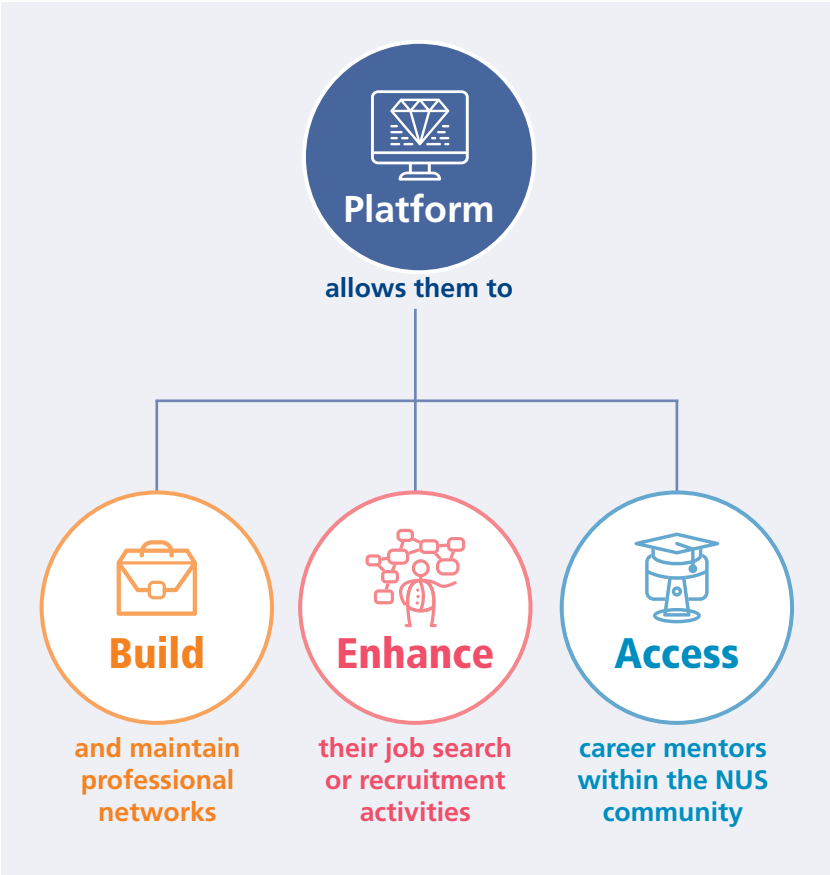 Platform
allows them to
Build
and maintain
professional
networks
Enhance
their job search
or recruitment
activities
Access
career mentors
within the NUS
community